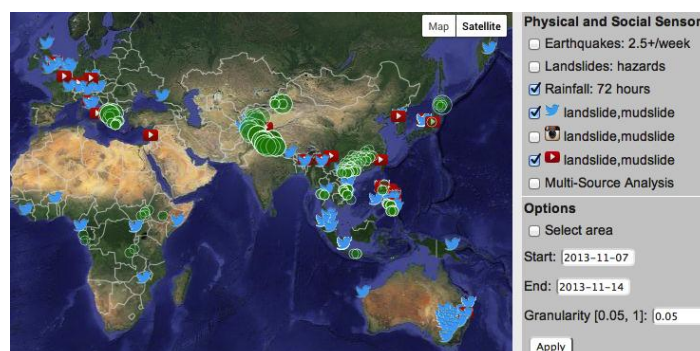 Map Satellite
Physical and Social Sensor
Earthquakes: 2.5+/week
Landslides: hazards
Rainfall: 72 hours
landslide,mudslide
landslide,mudslide
landslide,mudslide
Multi-Source Analysis
Options
Select area
Start: 2013-11-07
End: 2013-11-14
Granularity [0.05, 1]: 0.05
Apply